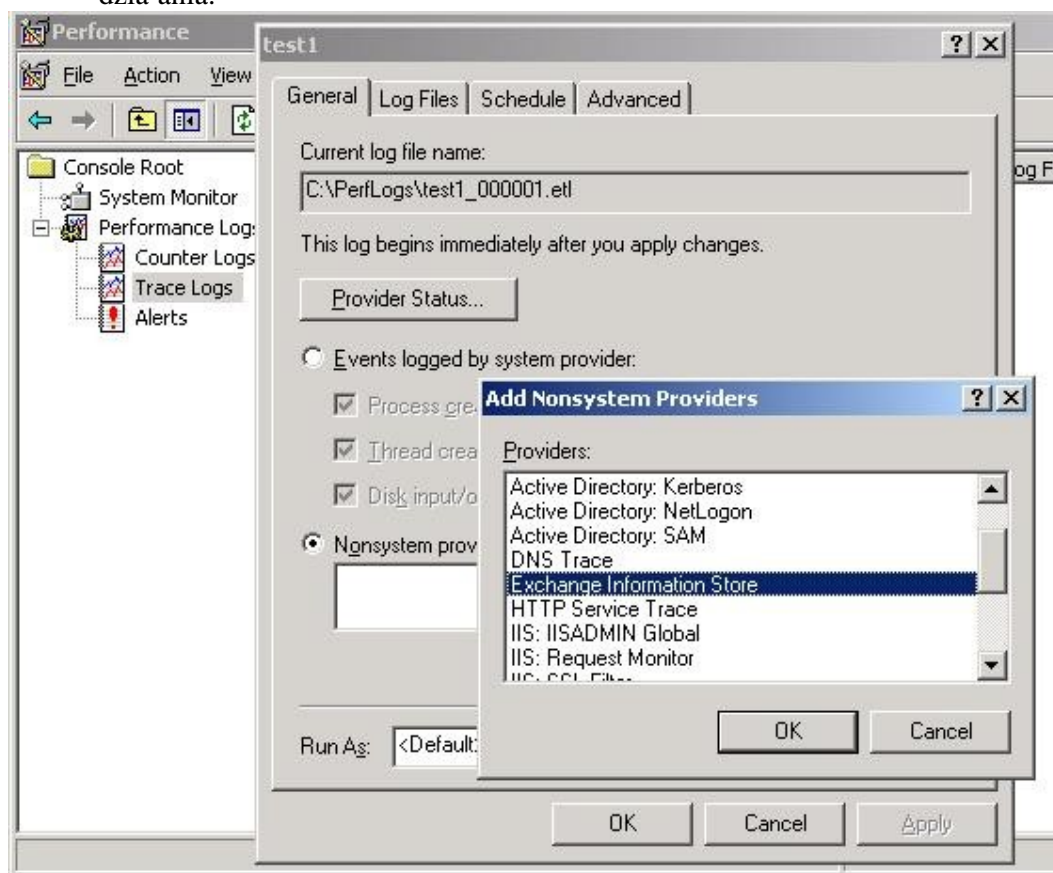 Performance
File Action View
Console Root
System Monitor
Performance Log
Counter Logs
Trace Logs
Alerts
test1
General Log Files Schedule Advanced
Current log file name:
C:\PerfLogs\test1_000001.etl
This log begins immediately after you apply changes.
Provider Status...
Events logged by system provider:
Process cre
Thread crea
Disk input/o
Nonsystem prov
Run As: <Default
OK Cancel Apply
Add Nonsystem Providers
Providers:
Active Directory: Kerberos
Active Directory: NetLogon
Active Directory: SAM
DNS Trace
Exchange Information Store
HTTP Service Trace
IIS: IISADMIN Global
IIS: Request Monitor
OK Cancel
og F